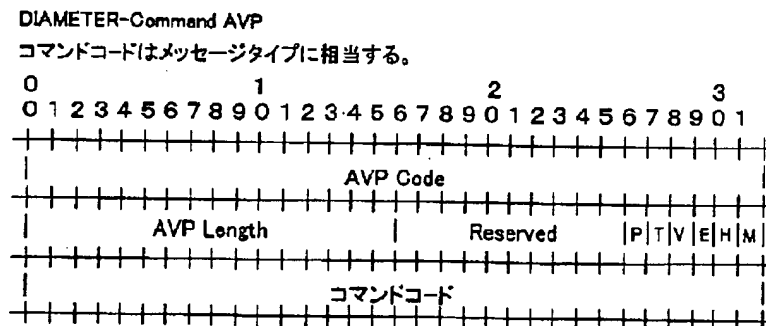 DIAMETER-Command AVP
コマンドコードはメッセージタイプに相当する。
0 1 2 3
0 1 2 3 4 5 6 7 8 9 0 1 2 3 4 5 6 7 8 9 0 1 2 3 4 5 6 7 8 9 0 1
AVP Code
AVP Length Reserved P T V E H M
コマンドコード